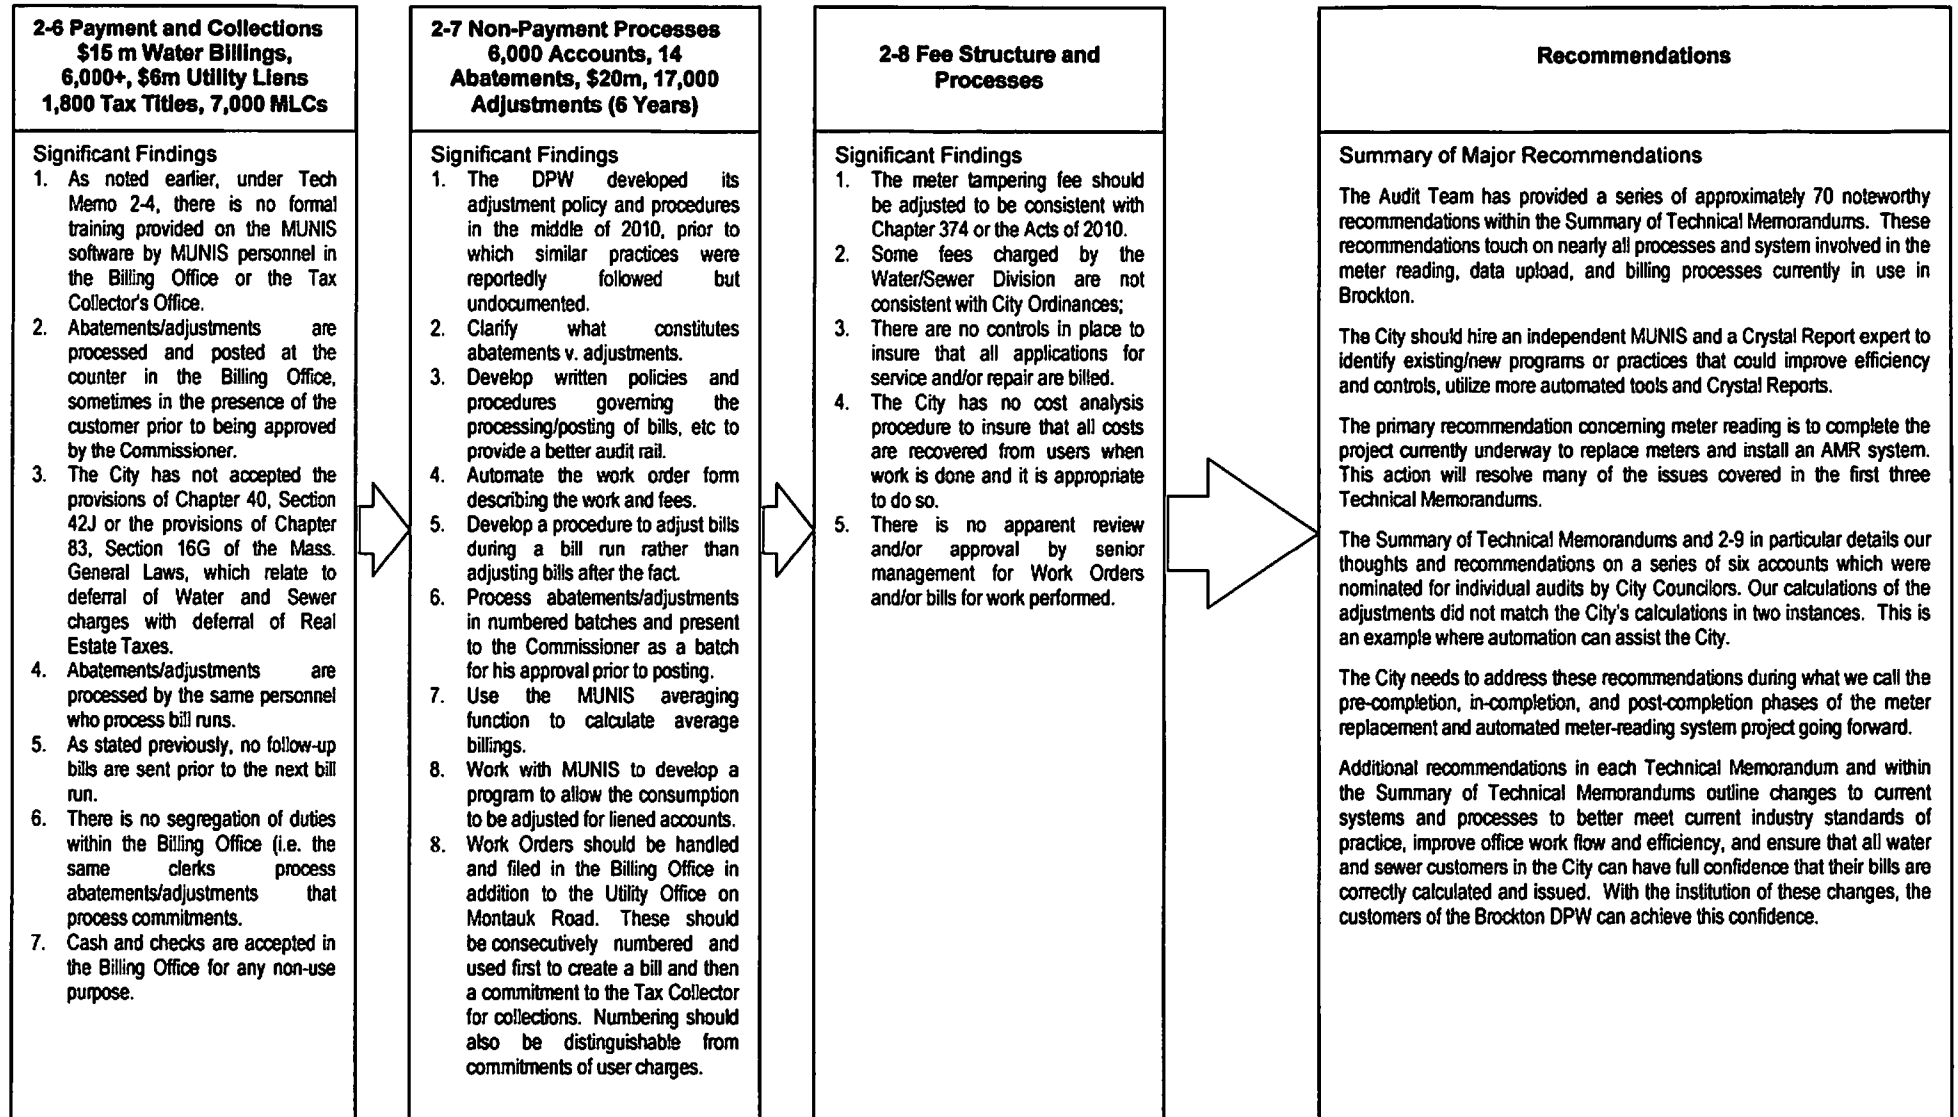 2-6 Payment and Collections
$15 m Water Billings,
6,000+, $6m Utility Liens
1,800 Tax Titles, 7,000 MLCs
Significant Findings
1. As noted earlier, under Tech
Memo 2-4, there is no formal
training provided on the MUNIS
software by MUNIS personnel in
the Billing Office or the Tax
Collector's Office.
2. Abatements/adjustments are
processed and posted at the
counter in the Billing Office,
sometimes in the presence of the
customer prior to being approved
by the Commissioner.
3. The City has not accepted the
provisions of Chapter 40, Section
42J or the provisions of Chapter
83, Section 16G of the Mass.
General Laws, which relate to
deferral of Water and Sewer
charges with deferral of Real
Estate Taxes.
4. Abatements/adjustments are
processed by the same personnel
who process bill runs.
5. As stated previously, no follow-up
bills are sent prior to the next bill
run.
6. There is no segregation of duties
within the Billing Office (i.e. the
same clerks process
abatements/adjustments that
process commitments.
7. Cash and checks are accepted in
the Billing Office for any non-use
purpose.
2-7 Non-Payment Processes
6,000 Accounts, 14
Abatements, $20m, 17,000
Adjustments (6 Years)
Significant Findings
1. The DPW developed its
adjustment policy and procedures
in the middle of 2010, prior to
which similar practices were
reportedly followed but
undocumented.
2. Clarify what constitutes
abatements v. adjustments.
3. Develop written policies and
procedures governing the
processing/posting of bills, etc to
provide a better audit rail.
4. Automate the work order form
describing the work and fees.
5. Develop a procedure to adjust bills
during a bill run rather than
adjusting bills after the fact.
6. Process abatements/adjustments
in numbered batches and present
to the Commissioner as a batch
for his approval prior to posting.
7. Use the MUNIS averaging
function to calculate average
billings.
8. Work with MUNIS to develop a
program to allow the consumption
to be adjusted for liened accounts.
8. Work Orders should be handled
and filed in the Billing Office in
addition to the Utility Office on
Montauk Road. These should
be consecutively numbered and
used first to create a bill and then
a commitment to the Tax Collector
for collections. Numbering should
also be distinguishable from
commitments of user charges.
2-8 Fee Structure and
Processes
Significant Findings
1. The meter tampering fee should
be adjusted to be consistent with
Chapter 374 or the Acts of 2010.
2. Some fees charged by the
Water/Sewer Division are not
consistent with City Ordinances;
3. There are no controls in place to
insure that all applications for
service and/or repair are billed.
4. The City has no cost analysis
procedure to insure that all costs
are recovered from users when
work is done and it is appropriate
to do so.
5. There is no apparent review
and/or approval by senior
management for Work Orders
and/or bills for work performed.
Recommendations
Summary of Major Recommendations
The Audit Team has provided a series of approximately 70 noteworthy
recommendations within the Summary of Technical Memorandums. These
recommendations touch on nearly all processes and system involved in the
meter reading, data upload, and billing processes currently in use in
Brockton.
The City should hire an independent MUNIS and a Crystal Report expert to
identify existing/new programs or practices that could improve efficiency
and controls, utilize more automated tools and Crystal Reports.
The primary recommendation concerning meter reading is to complete the
project currently underway to replace meters and install an AMR system.
This action will resolve many of the issues covered in the first three
Technical Memorandums.
The Summary of Technical Memorandums and 2-9 in particular details our
thoughts and recommendations on a series of six accounts which were
nominated for individual audits by City Councilors. Our calculations of the
adjustments did not match the City's calculations in two instances. This is
an example where automation can assist the City.
The City needs to address these recommendations during what we call the
pre-completion, in-completion, and post-completion phases of the meter
replacement and automated meter-reading system project going forward.
Additional recommendations in each Technical Memorandum and within
the Summary of Technical Memorandums outline changes to current
systems and processes to better meet current industry standards of
practice, improve office work flow and efficiency, and ensure that all water
and sewer customers in the City can have full confidence that their bills are
correctly calculated and issued. With the institution of these changes, the
customers of the Brockton DPW can achieve this confidence.